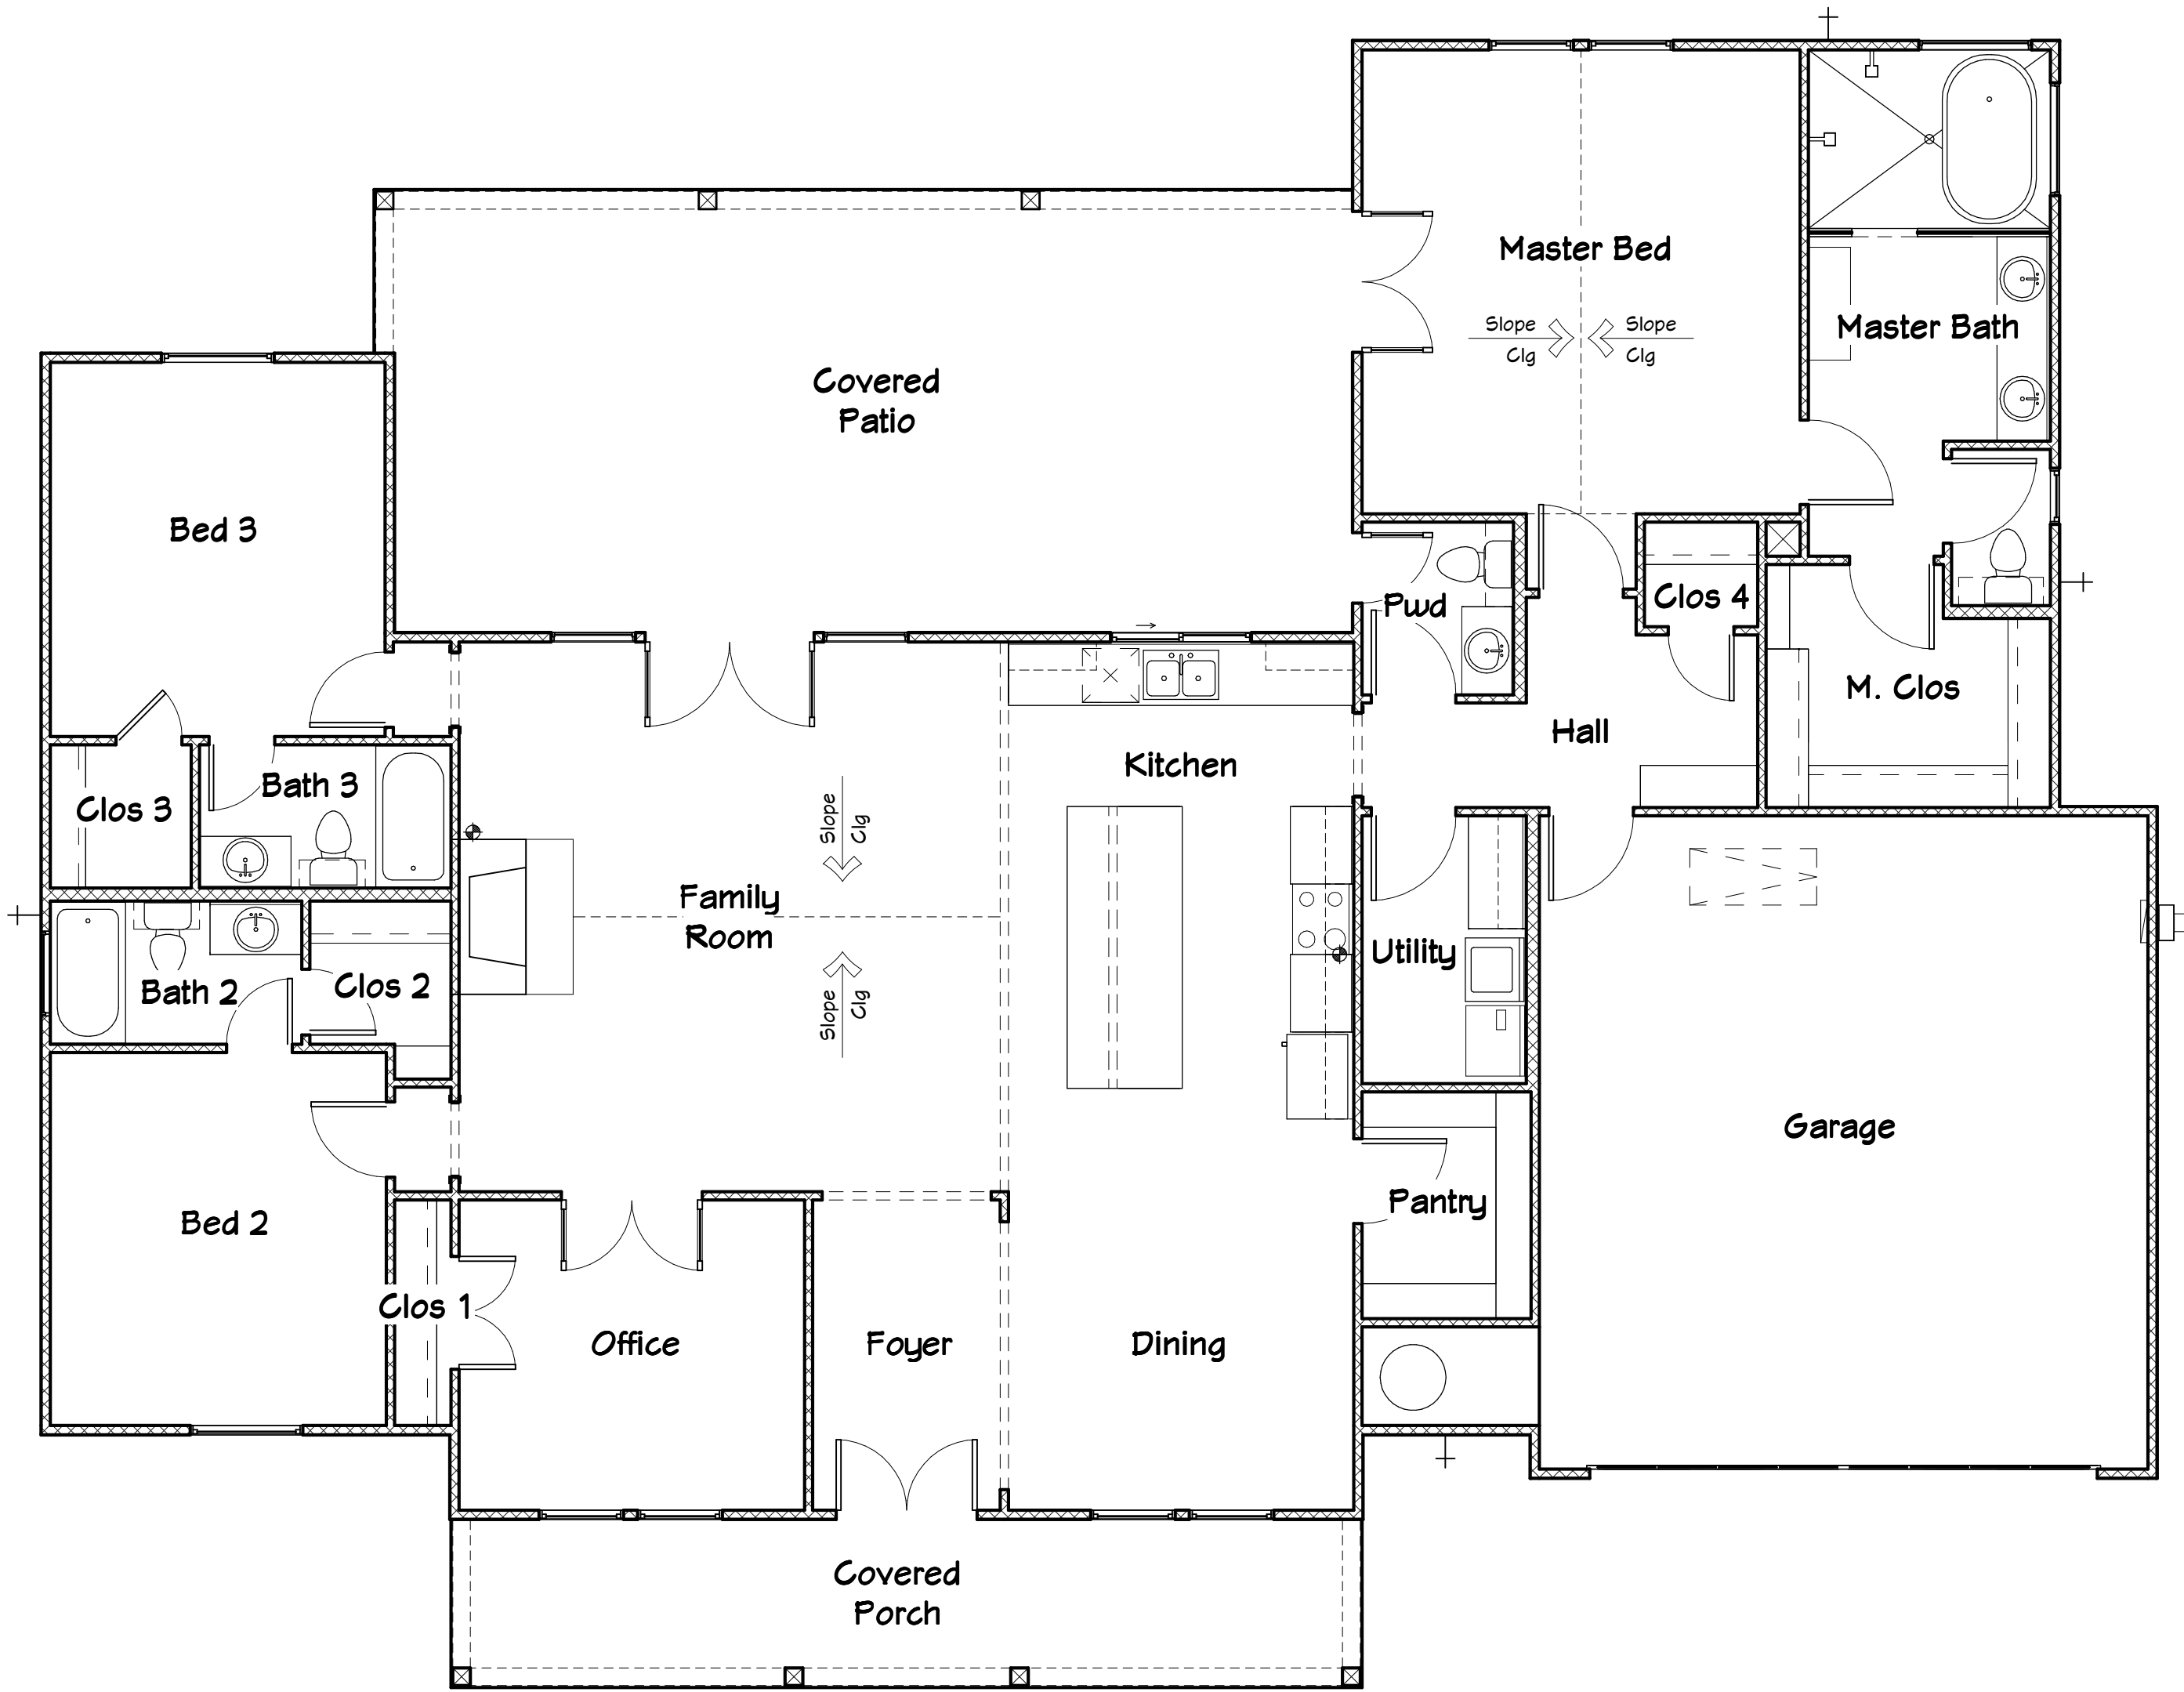 Master Bed
Slope
Clg
Slope
Clg
Master Bath
Covered
Patio
Bed 3
Pwd
Clos 4
M. Clos
Hall
Kitchen
Bath 3
Clos 3
Slope
Clg
Family
Room
Slope
Clg
Utility
Bath 2
Clos 2
Garage
Pantry
Bed 2
Clos 1
Office
Foyer
Dining
Covered
Porch